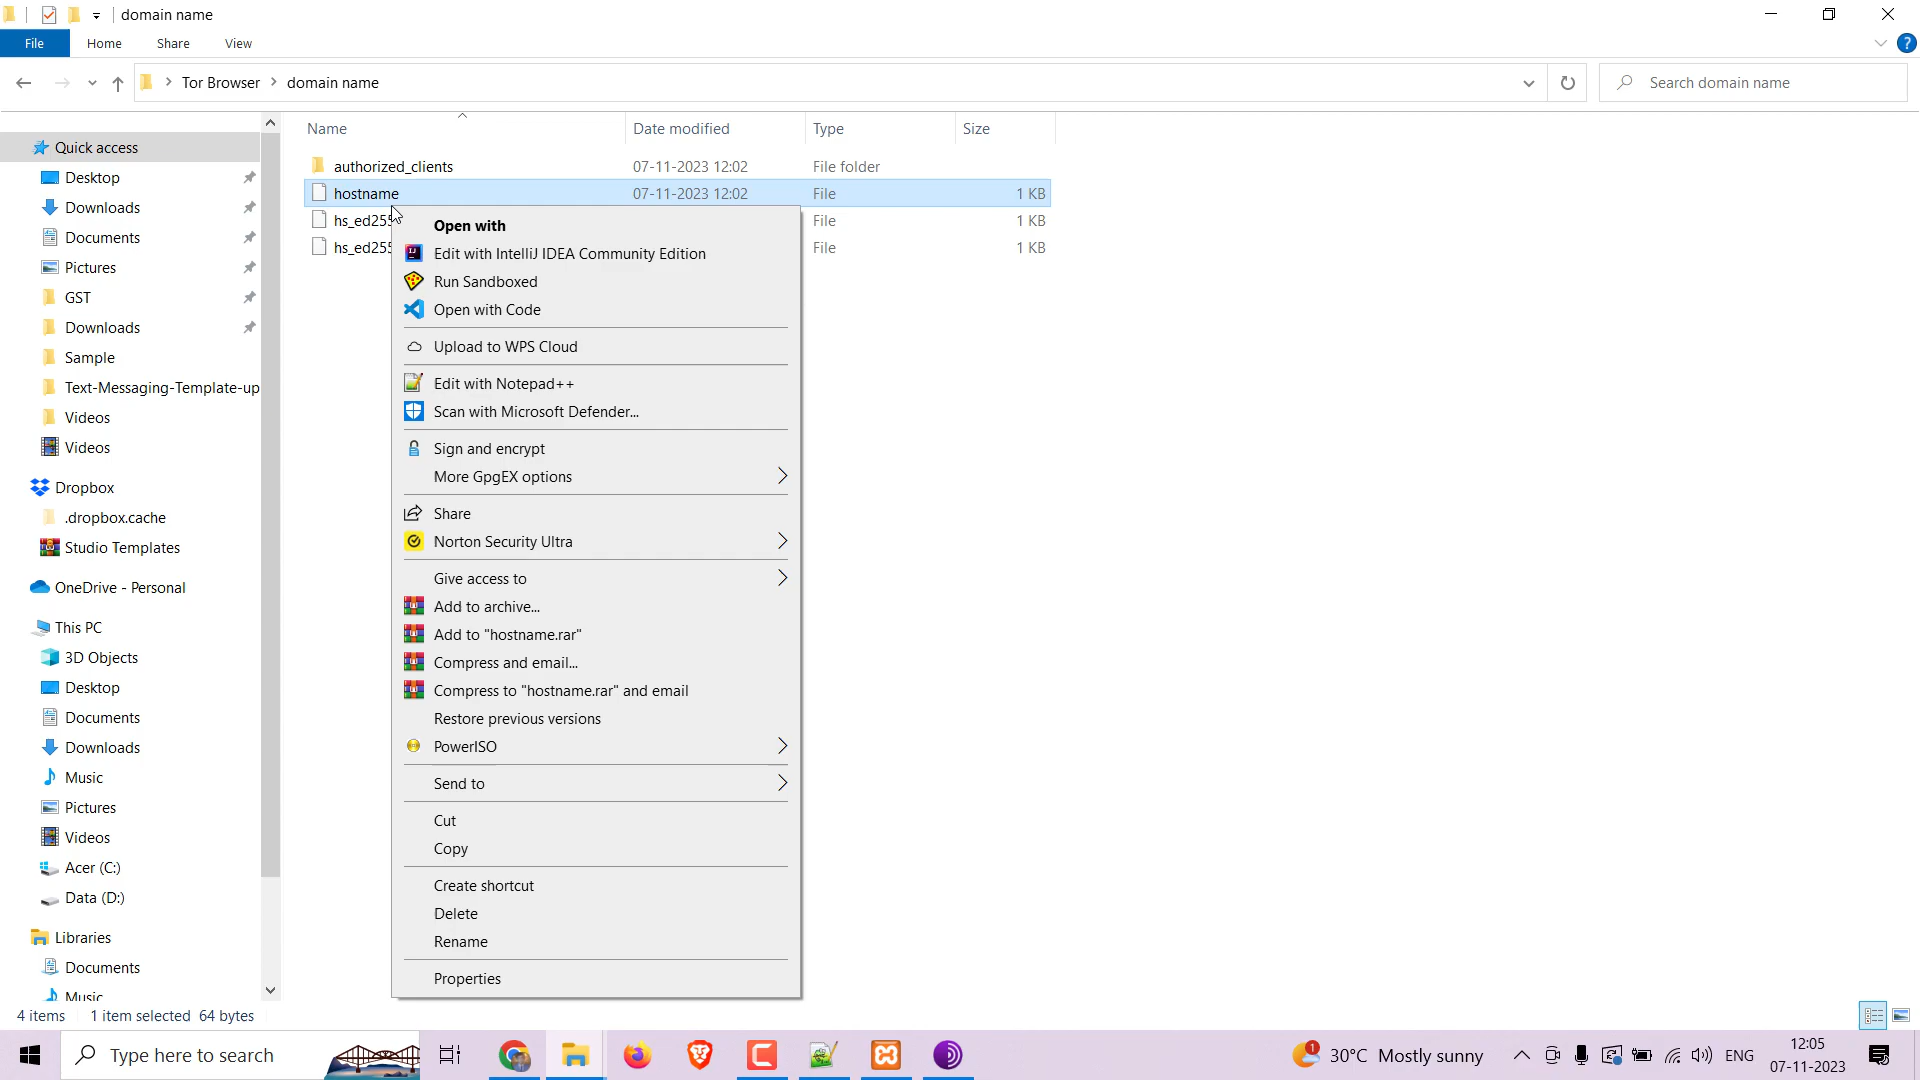 domain name
File
Home
Share
View
?
Tor Browser
domain name
Search domain name
Name
Date modified
Type
Size
Quick access
Desktop
Downloads
Documents
Pictures
GST
Downloads
Sample
Text-Messaging-Template-up
Videos
Videos
Dropbox
.dropbox.cache
Studio Templates
OneDrive - Personal
This PC
3D Objects
Desktop
Documents
Downloads
Music
Pictures
Videos
Acer (C:)
Data (D:)
Libraries
Documents
Music
authorized_clients 07-11-2023 12:02 File folder
hostname 07-11-2023 12:02 File 1 KB
hs_ed255 File 1 KB
hs_ed255 File 1 KB
Open with
Edit with IntelliJ IDEA Community Edition
Run Sandboxed
Open with Code
Upload to WPS Cloud
Edit with Notepad++
Scan with Microsoft Defender...
Sign and encrypt
More GpgEX options
Share
Norton Security Ultra
Give access to
Add to archive...
Add to "hostname.rar"
Compress and email...
Compress to "hostname.rar" and email
Restore previous versions
PowerISO
Send to
Cut
Copy
Create shortcut
Delete
Rename
Properties
4 items
1 item selected 64 bytes
Type here to search
1
30°C Mostly sunny
ENG
12:05
07-11-2023